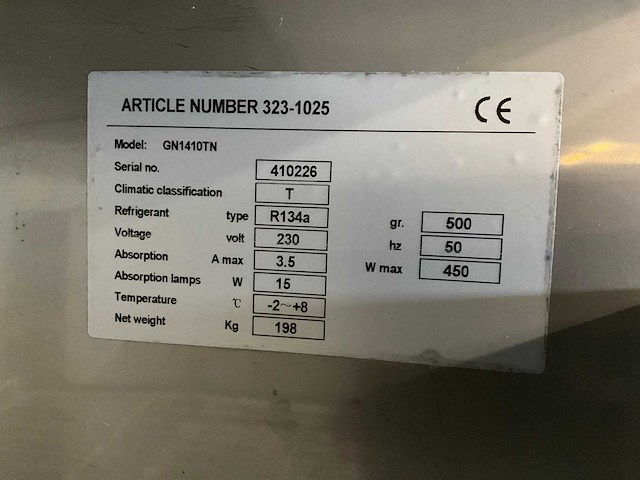 ARTICLE NUMBER 323-1025 CE
Model: GN1410TN
Serial no. 410226
Climatic classification T
Refrigerant type R134a gr. 500
Voltage volt 230 hz 50
Absorption A max 3.5 W max 450
Absorption lamps W 15
Temperature ℃ -2～+8
Net weight Kg 198